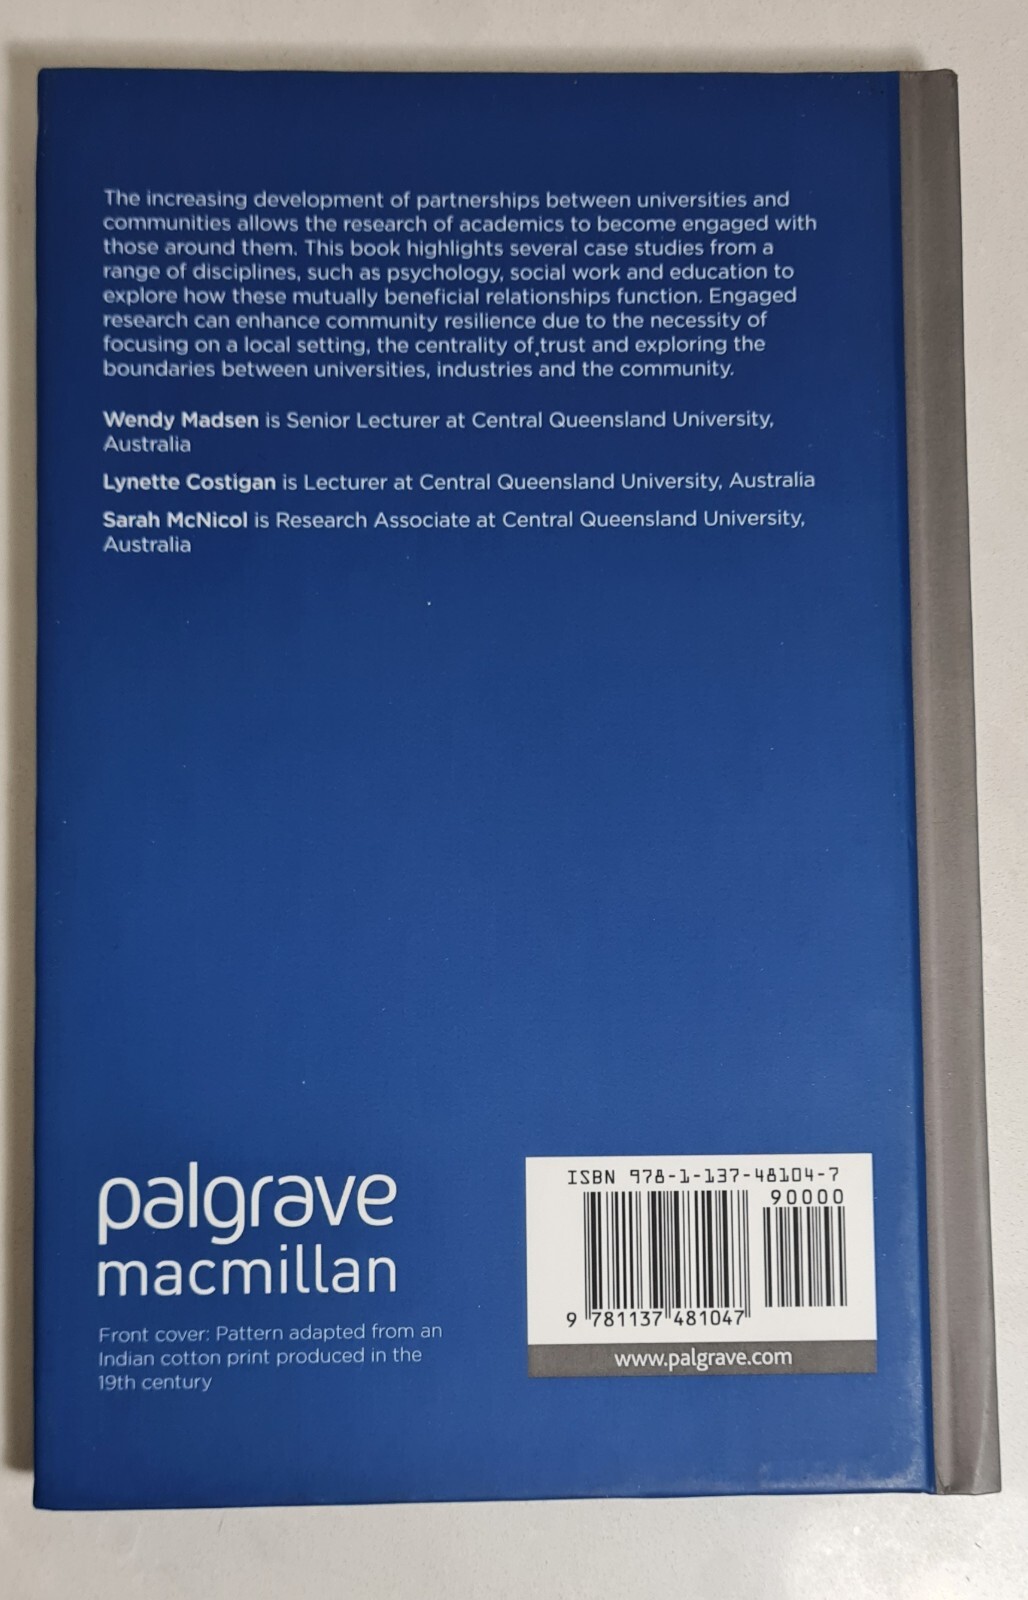 The increasing development of partnerships between universities and
communities allows the research of academics to become engaged with
those around them. This book highlights several case studies from a
range of disciplines, such as psychology, social work and education to
explore how these mutually beneficial relationships function. Engaged
research can enhance community resilience due to the necessity of
focusing on a local setting, the centrality of trust and exploring the
boundaries between universities, industries and the community.
Wendy Madsen is Senior Lecturer at Central Queensland University,
Australia
Lynette Costigan is Lecturer at Central Queensland University, Australia
Sarah McNicol is Research Associate at Central Queensland University,
Australia
palgrave
macmillan
Front cover: Pattern adapted from an
Indian cotton print produced in the
19th century
ISBN 978-1-137-48104-7
90000
9 781137 481047
www.palgrave.com